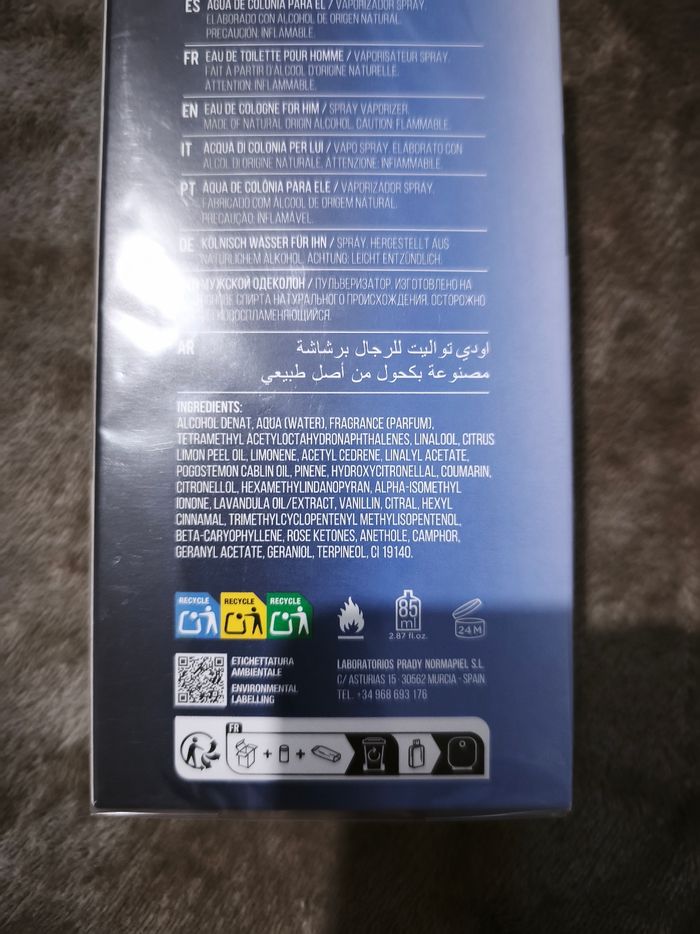 ES AGUA DE COLONIA PARA ÉL / VAPORIZADOR SPRAY.
ELABORADO CON ALCOHOL DE ORIGEN NATURAL.
PRECAUCIÓN: INFLAMABLE.
FR EAU DE TOILETTE POUR HOMME / VAPORISATEUR SPRAY.
FAIT À PARTIR D'ALCOOL D'ORIGINE NATURELLE.
ATTENTION: INFLAMMABLE.
EN EAU DE COLOGNE FOR HIM / SPRAY VAPORIZER.
MADE OF NATURAL ORIGIN ALCOHOL. CAUTION: FLAMMABLE.
IT ACQUA DI COLONIA PER LUI / VAPO SPRAY. ELABORATO CON
ALCOL DI ORIGINE NATURALE. ATTENZIONE: INFIAMMABILE.
PT ÁQUA DE COLÔNIA PARA ELE / VAPORIZADOR SPRAY.
FABRICADO COM ÁLCOOL DE ORIGEM NATURAL.
PRECAUÇÃO: INFLAMÁVEL.
DE KÖLNISCH WASSER FÜR IHN / SPRAY. HERGESTELLT AUS
NATÜRLICHEM ALKOHOL. ACHTUNG: LEICHT ENTZÜNDLICH.
МУЖСКОЙ ОДЕКОЛОН / ПУЛЬВЕРИЗАТОР. ИЗГОТОВЛЕНО НА
СПИРТА НАТУРАЛЬНОГО ПРОИСХОЖДЕНИЯ. ОСТОРОЖНО
AR اودي تواليت للرجال برشاشة
مصنوعة بكحول من أصل طبيعي
INGREDIENTS:
ALCOHOL DENAT, AQUA (WATER), FRAGRANCE (PARFUM),
TETRAMETHYL ACETYLOCTAHYDRONAPHTHALENES, LINALOOL, CITRUS
LIMON PEEL OIL, LIMONENE, ACETYL CEDRENE, LINALYL ACETATE,
POGOSTEMON CABLIN OIL, PINENE, HYDROXYCITRONELLAL, COUMARIN,
CITRONELLOL, HEXAMETHYLINDANOPYRAN, ALPHA-ISOMETHYL
IONONE, LAVANDULA OIL/EXTRACT, VANILLIN, CITRAL, HEXYL
CINNAMAL, TRIMETHYLCYCLOPENTENYL METHYLISOPENTENOL,
BETA-CARYOPHYLLENE, ROSE KETONES, ANETHOLE, CAMPHOR,
GERANYL ACETATE, GERANIOL, TERPINEOL, CI 19140.
RECYCLE RECYCLE RECYCLE
85 ml
2.87 fl.oz.
24 M
ETICHETTATURA
AMBIENTALE
ENVIRONMENTAL
LABELLING
LABORATORIOS PRADY NORMAPIEL S.L.
C/ ASTURIAS 15 · 30562 MURCIA - SPAIN
TEL. +34 968 693 176
FR